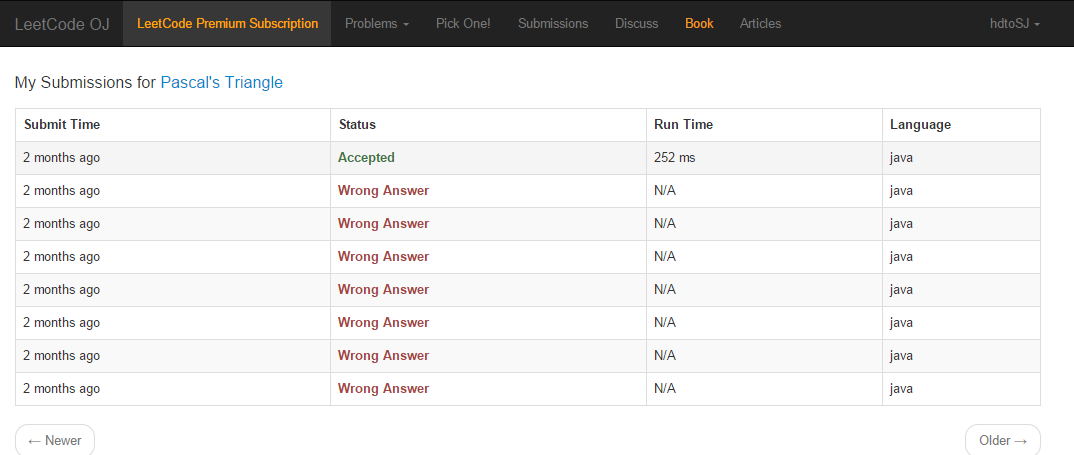 LeetCode OJ LeetCode Premium Subscription Problems Pick One! Submissions Discuss Book Articles hdtoSJ
My Submissions for Pascal's Triangle
Submit Time Status Run Time Language
2 months ago Accepted 252 ms java
2 months ago Wrong Answer N/A java
2 months ago Wrong Answer N/A java
2 months ago Wrong Answer N/A java
2 months ago Wrong Answer N/A java
2 months ago Wrong Answer N/A java
2 months ago Wrong Answer N/A java
2 months ago Wrong Answer N/A java
← Newer Older →